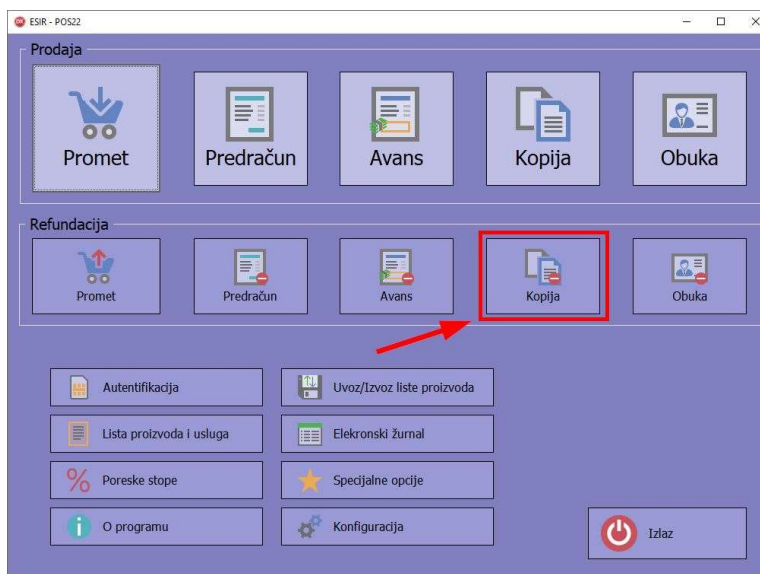 ESIR - POS22
Prodaja
Promet
Predračun
Avans
Kopija
Obuka
Refundacija
Promet
Predračun
Avans
Kopija
Obuka
Autentifikacija
Uvoz/Izvoz liste proizvoda
Lista proizvoda i usluga
Elekronski žurnal
Poreske stope
Specijalne opcije
O programu
Konfiguracija
Izlaz